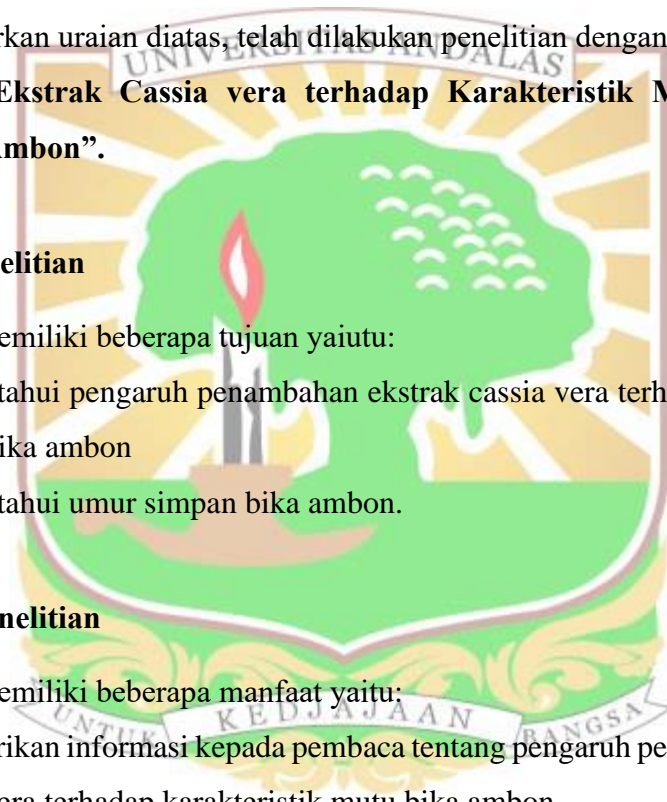 rkan uraian diatas, telah dilakukan penelitian dengan
UNIVERSITAS ANDALAS
Ekstrak Cassia vera terhadap Karakteristik M
Ambon”.
elitian
emiliki beberapa tujuan yaiutu:
tahui pengaruh penambahan ekstrak cassia vera terh
ika ambon
tahui umur simpan bika ambon.
nelitian
emiliki beberapa manfaat yaitu:
UNTUK KEDJAJAAN BANGSA
rikan informasi kepada pembaca tentang pengaruh pe
era terhadap karakteristik mutu bika ambon